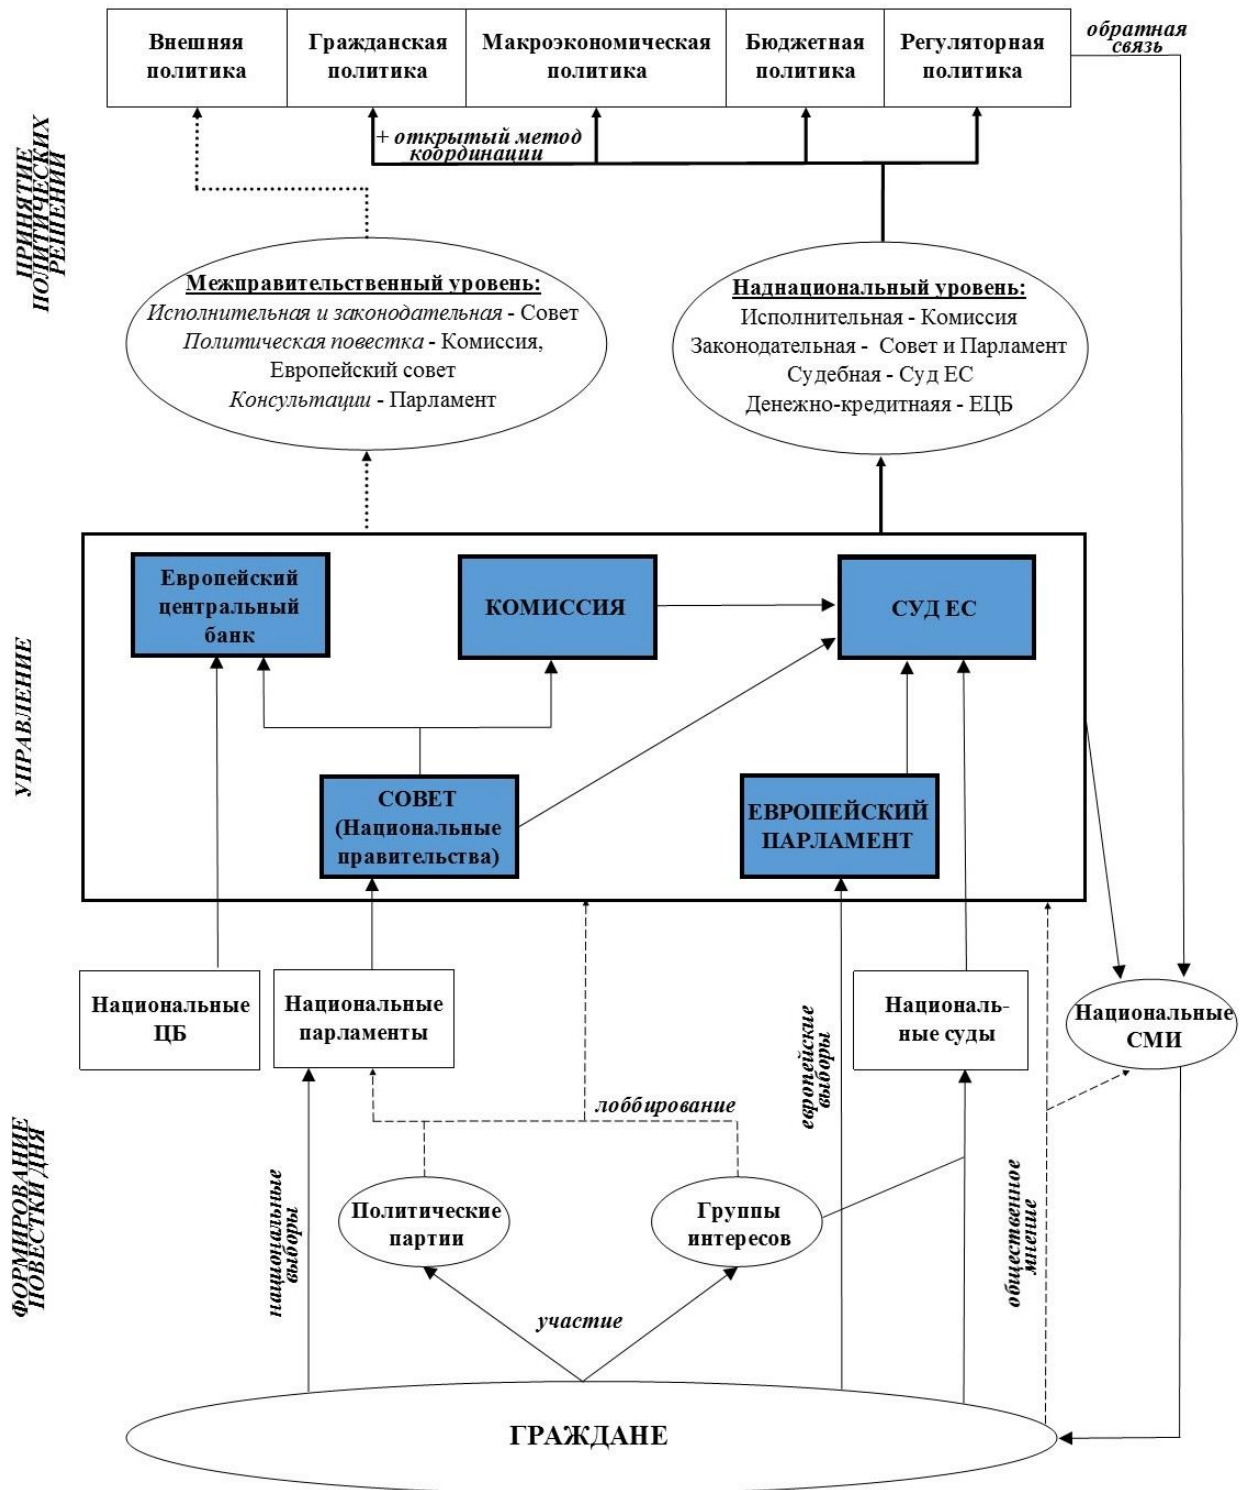 Внешняя
политика
Гражданская
политика
Макроэкономическая
политика
Бюджетная
политика
Регуляторная
политика
обратная
связь
+ открытый метод
координации
ПРИНЯТИЕ
ПОЛИТИЧЕСКИХ
РЕШЕНИЙ
Межправительственный уровень:
Исполнительная и законодательная - Совет
Политическая повестка - Комиссия,
Европейский совет
Консультации - Парламент
Наднациональный уровень:
Исполнительная - Комиссия
Законодательная - Совет и Парламент
Судебная - Суд ЕС
Денежно-кредитнаяя - ЕЦБ
УПРАВЛЕНИЕ
Европейский
центральный
банк
КОМИССИЯ
СУД ЕС
СОВЕТ
(Национальные
правительства)
ЕВРОПЕЙСКИЙ
ПАРЛАМЕНТ
Национальные
ЦБ
Национальные
парламенты
европейские
выборы
Националь-
ные суды
Национальные
СМИ
ФОРМИРОВАНИЕ
ПОВЕСТКИ ДНЯ
лоббирование
национальные
выборы
Политические
партии
Группы
интересов
общественное
мнение
участие
ГРАЖДАНЕ